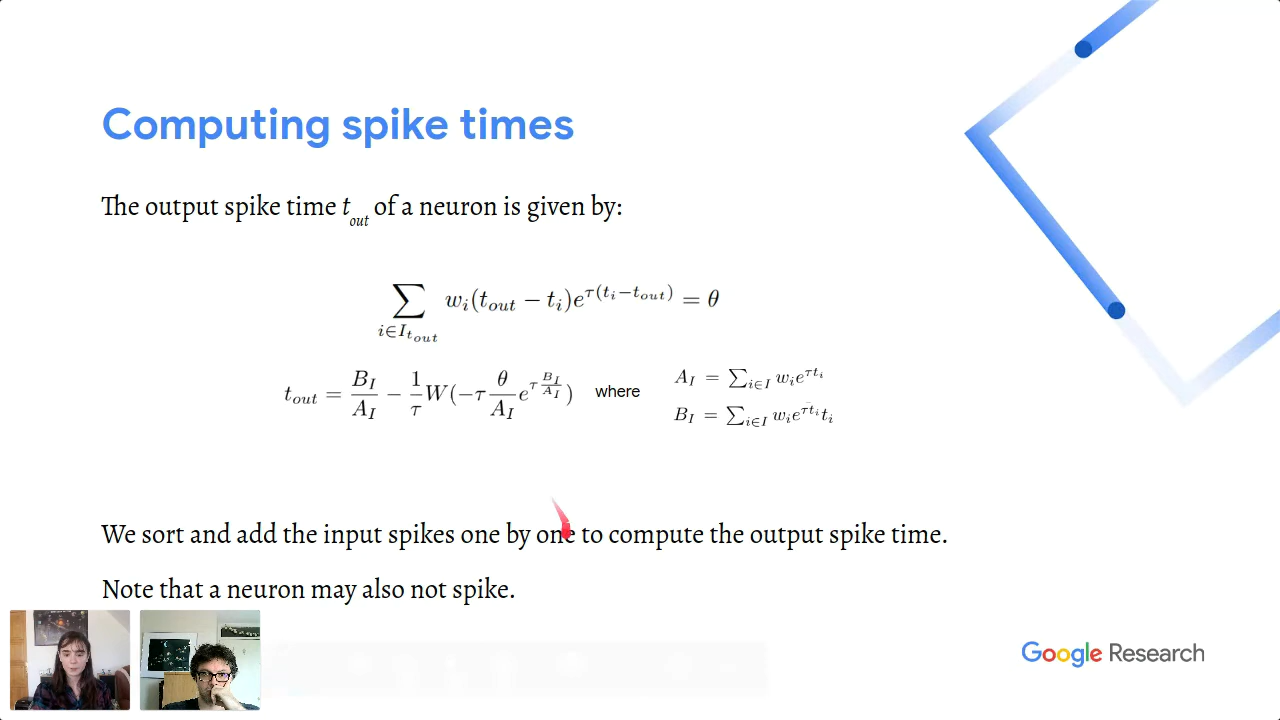 Computing spike times
The output spike time t_out of a neuron is given by:
∑_{i∈I_{t_out}} w_i(t_out − t_i)e^{τ(t_i−t_out)} = θ
t_out = B_I/A_I − 1/τ W(−τ θ/A_I e^{τ B_I/A_I}) where A_I = ∑_{i∈I} w_i e^{τt_i}
B_I = ∑_{i∈I} w_i e^{τt_i} t_i
We sort and add the input spikes one by one to compute the output spike time.
Note that a neuron may also not spike.
Google Research